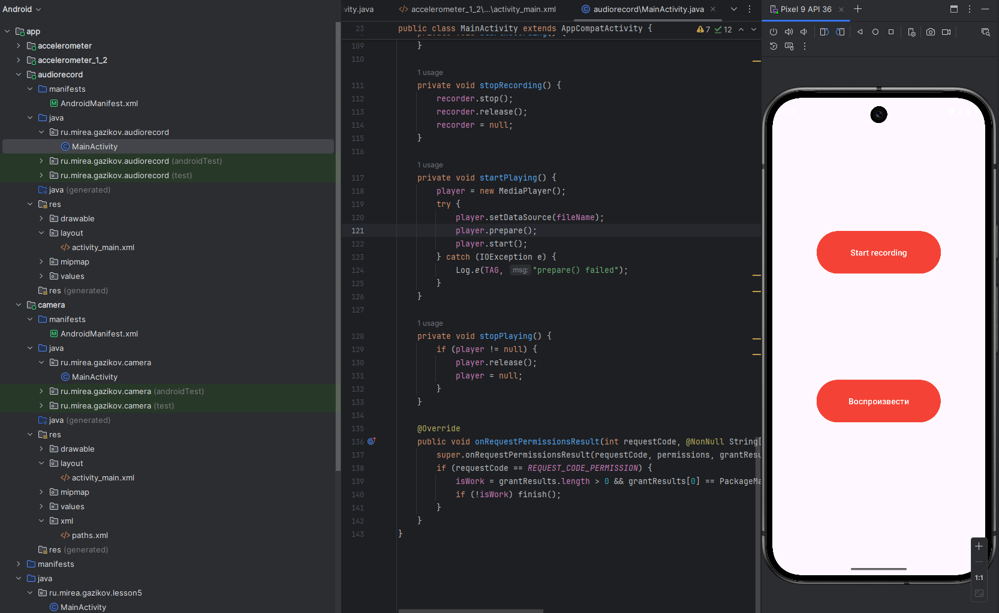 Android
app
accelerometer
accelerometer_1_2
audiorecord
manifests
AndroidManifest.xml
java
ru.mirea.gazikov.audiorecord
MainActivity
ru.mirea.gazikov.audiorecord (androidTest)
ru.mirea.gazikov.audiorecord (test)
java (generated)
res
drawable
layout
activity_main.xml
mipmap
values
res (generated)
camera
manifests
AndroidManifest.xml
java
ru.mirea.gazikov.camera
MainActivity
ru.mirea.gazikov.camera (androidTest)
ru.mirea.gazikov.camera (test)
java (generated)
res
drawable
layout
activity_main.xml
mipmap
values
xml
paths.xml
res (generated)
manifests
java
ru.mirea.gazikov.lesson5
MainActivity
ivity.java
accelerometer_1_2\...\activity_main.xml
audiorecord\MainActivity.java
23 public class MainActivity extends AppCompatActivity {
7 12
109 }
110
1 usage
111 private void stopRecording() {
112 recorder.stop();
113 recorder.release();
114 recorder = null;
115 }
116
1 usage
117 private void startPlaying() {
118 player = new MediaPlayer();
119 try {
120 player.setDataSource(fileName);
121 player.prepare();
122 player.start();
123 } catch (IOException e) {
124 Log.e(TAG, msg: "prepare() failed");
125 }
126 }
127
1 usage
128 private void stopPlaying() {
129 if (player != null) {
130 player.release();
131 player = null;
132 }
133 }
134
135 @Override
136 public void onRequestPermissionsResult(int requestCode, @NonNull String[
137 super.onRequestPermissionsResult(requestCode, permissions, grantResu
138 if (requestCode == REQUEST_CODE_PERMISSION) {
139 isWork = grantResults.length > 0 && grantResults[0] == PackageMa
140 if (!isWork) finish();
141 }
142 }
143 }
Pixel 9 API 36
Start recording
Воспроизвести
1:1